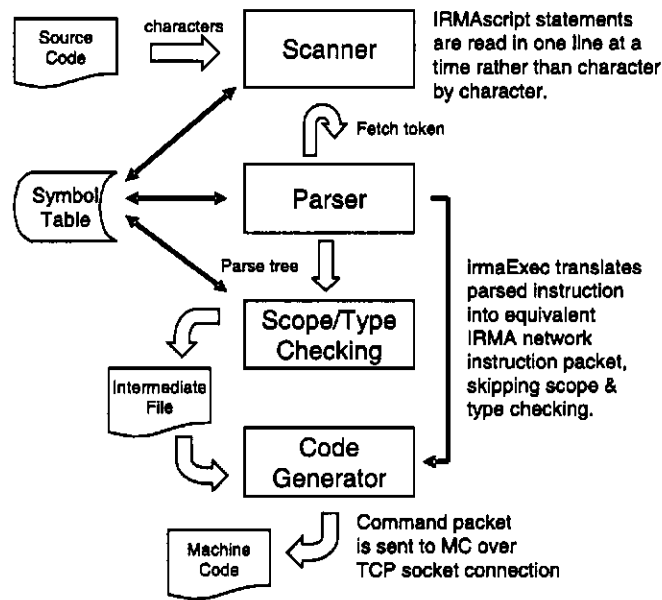 Source
Code
characters
Scanner
IRMAscript statements
are read in one line at a
time rather than character
by character.
Fetch token
Symbol
Table
Parser
Parse tree
irmaExec translates
parsed instruction
into equivalent
IRMA network
instruction packet,
skipping scope &
type checking.
Scope/Type
Checking
Intermediate
File
Code
Generator
Machine
Code
Command packet
is sent to MC over
TCP socket connection